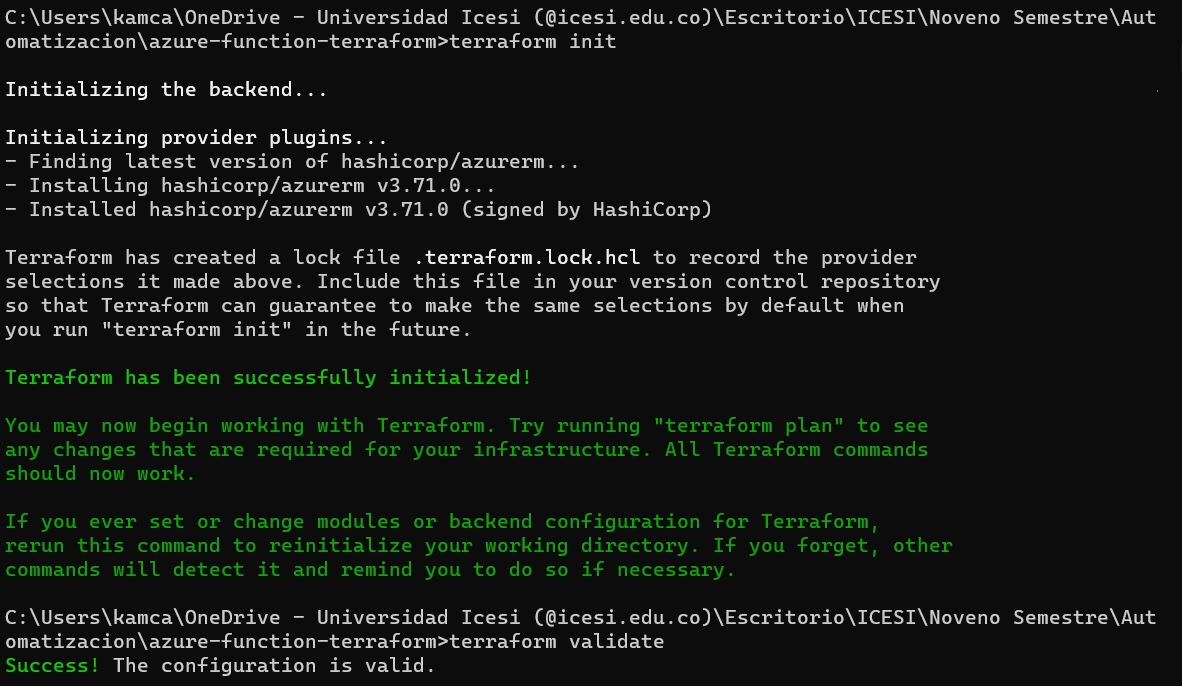 C:\Users\kamca\OneDrive - Universidad Icesi (@icesi.edu.co)\Escritorio\ICESI\Noveno Semestre\Aut
omatizacion\azure-function-terraform>terraform init
Initializing the backend...
Initializing provider plugins...
- Finding latest version of hashicorp/azurerm...
- Installing hashicorp/azurerm v3.71.0...
- Installed hashicorp/azurerm v3.71.0 (signed by HashiCorp)
Terraform has created a lock file .terraform.lock.hcl to record the provider
selections it made above. Include this file in your version control repository
so that Terraform can guarantee to make the same selections by default when
you run "terraform init" in the future.
Terraform has been successfully initialized!
You may now begin working with Terraform. Try running "terraform plan" to see
any changes that are required for your infrastructure. All Terraform commands
should now work.
If you ever set or change modules or backend configuration for Terraform,
rerun this command to reinitialize your working directory. If you forget, other
commands will detect it and remind you to do so if necessary.
C:\Users\kamca\OneDrive - Universidad Icesi (@icesi.edu.co)\Escritorio\ICESI\Noveno Semestre\Aut
omatizacion\azure-function-terraform>terraform validate
Success! The configuration is valid.